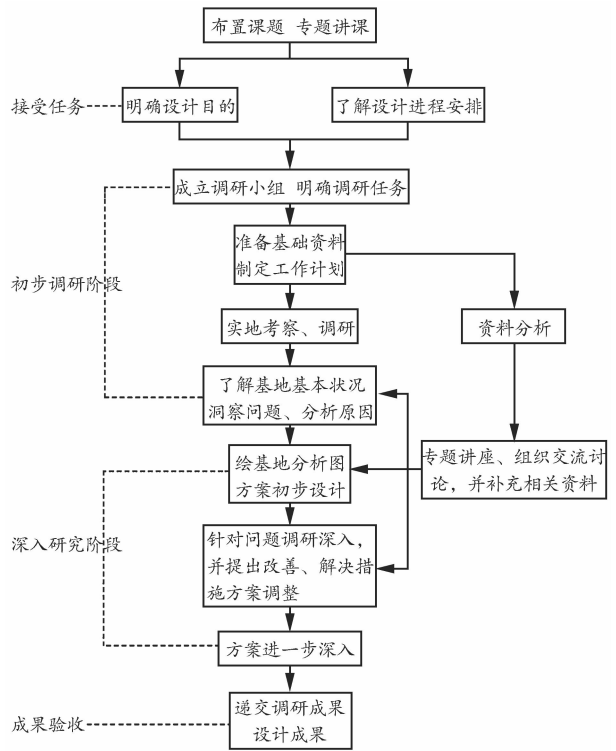 布置课题 专题讲课
接受任务
明确设计目的
了解设计进程安排
成立调研小组 明确调研任务
准备基础资料
制定工作计划
初步调研阶段
实地考察、调研
资料分析
了解基地基本状况
洞察问题、分析原因
绘基地分析图
方案初步设计
专题讲座、组织交流讨
论，并补充相关资料
深入研究阶段
针对问题调研深入，
并提出改善、解决措
施方案调整
方案进一步深入
成果验收
递交调研成果
设计成果